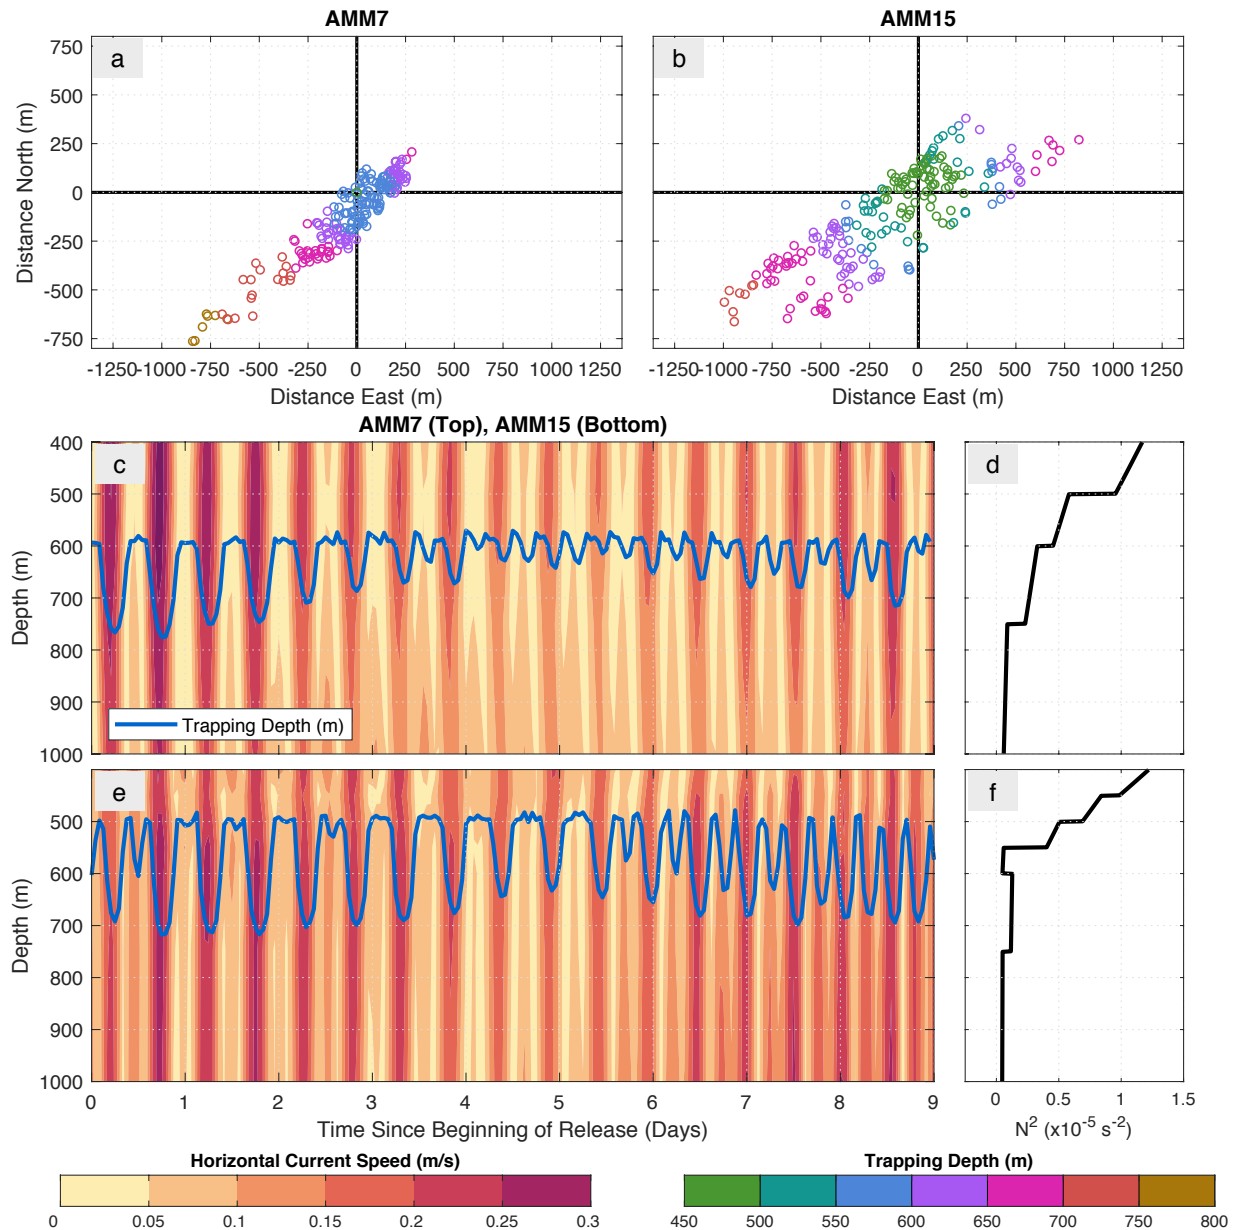 AMM7
AMM15
a
b
750
500
250
0
-250
-500
-750
Distance North (m)
-1250 -1000 -750 -500 -250 0 250 500 750 1000 1250
-1250 -1000 -750 -500 -250 0 250 500 750 1000 1250
Distance East (m)
Distance East (m)
AMM7 (Top), AMM15 (Bottom)
c
d
400
500
600
700
800
900
1000
Depth (m)
Trapping Depth (m)
e
f
500
600
700
800
900
1000
Depth (m)
0 1 2 3 4 5 6 7 8 9
0 0.5 1 1.5
Time Since Beginning of Release (Days)
N² (x10⁻⁵ s⁻²)
Horizontal Current Speed (m/s)
Trapping Depth (m)
0 0.05 0.1 0.15 0.2 0.25 0.3
450 500 550 600 650 700 750 800